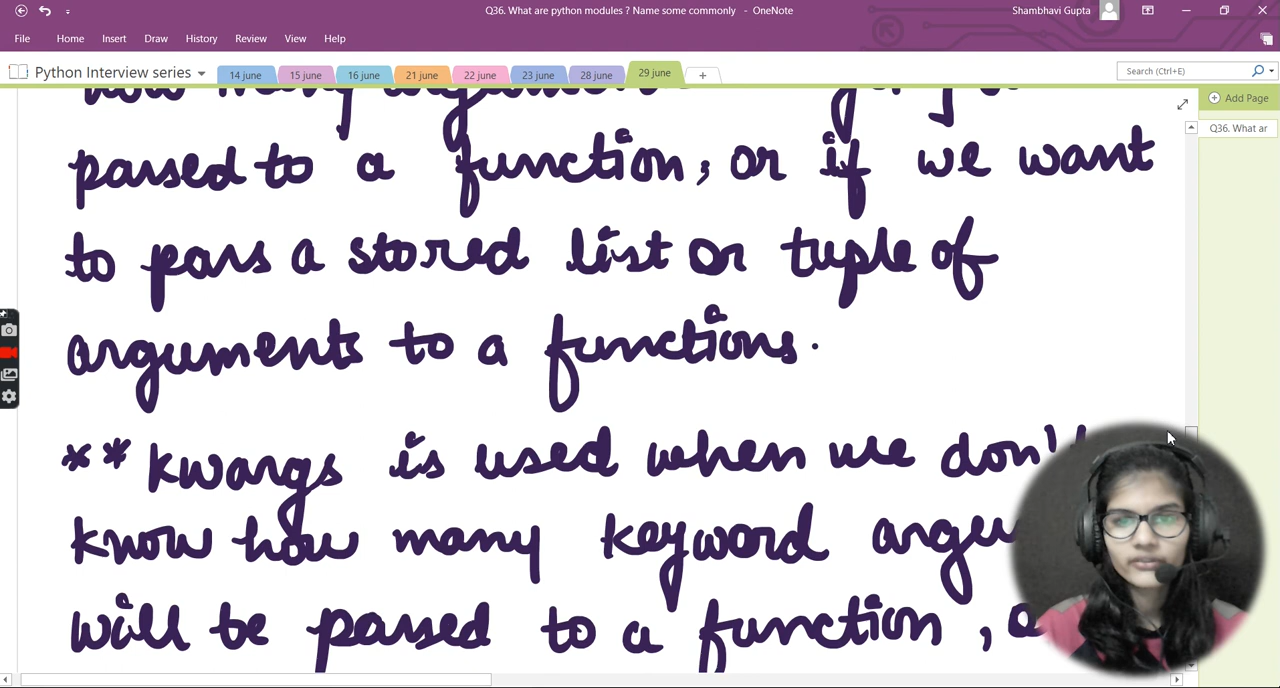 Q36. What are python modules ? Name some commonly - OneNote
Shambhavi Gupta
File Home Insert Draw History Review View Help
Python Interview series
14 june 15 june 16 june 21 june 22 june 23 june 28 june 29 june
Search (Ctrl+E)
Add Page
Q36. What ar
how many
passed to a function, or if we want
to pass a stored list or tuple of
arguments to a functions.
**kwargs is used when we don't
know how many keyword argu
will be passed to a function,